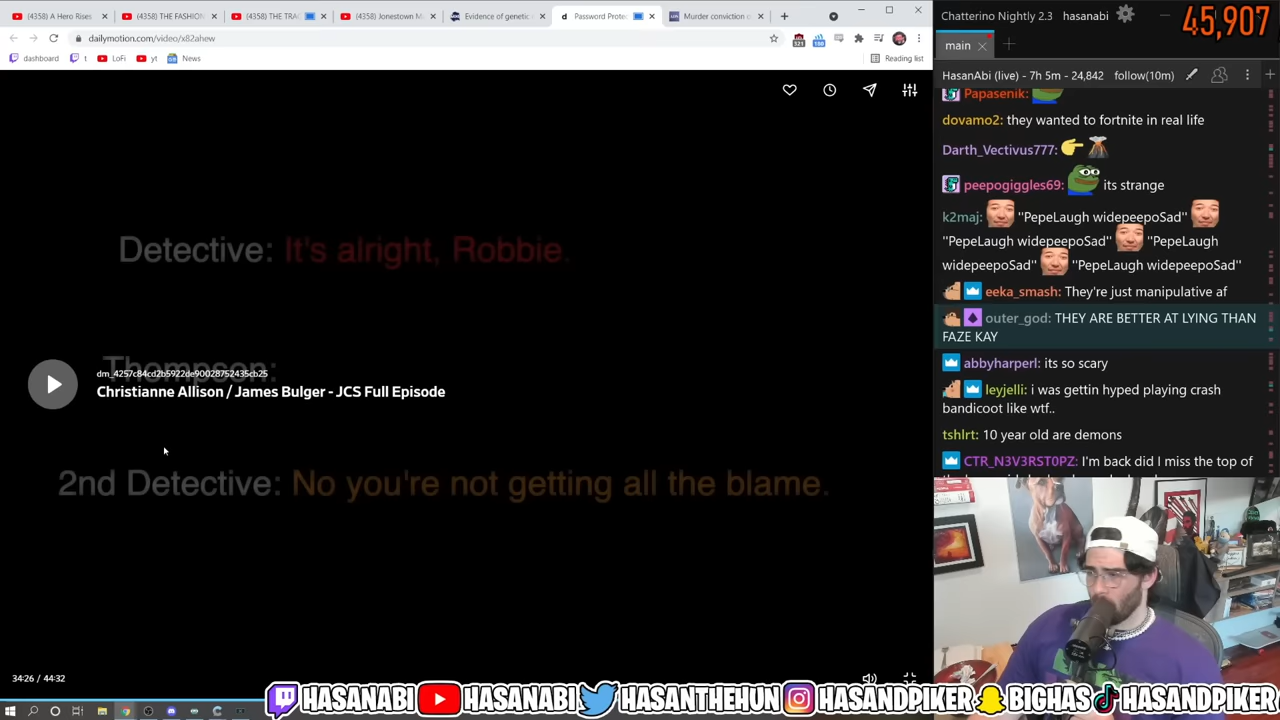 (4358) A Hero Rises
(4358) THE FASHION
(4358) THE TRA
(4358) Jonestown M
Evidence of genetic
Password Prote
Murder conviction o
dailymotion.com/video/x82ahew
dashboard
t
LoFi
yt
News
Reading list
Detective: It's alright, Robbie.
Thompson:
dm_4257c84cd2b5922de90028752435cb25
Christianne Allison / James Bulger - JCS Full Episode
2nd Detective: No you're not getting all the blame.
34:26 / 44:32
Chatterino Nightly 2.3 hasanabi
45,907
main
HasanAbi (live) - 7h 5m - 24,842 follow(10m)
Papasenik:
dovamo2: they wanted to fortnite in real life
Darth_Vectivus777:
peepogiggles69: its strange
k2maj: "PepeLaugh widepeepoSad"
"PepeLaugh widepeepoSad" "PepeLaugh
widepeepoSad" "PepeLaugh widepeepoSad"
eeka_smash: They're just manipulative af
outer_god: THEY ARE BETTER AT LYING THAN
FAZE KAY
abbyharperl: its so scary
leyjelli: i was gettin hyped playing crash
bandicoot like wtf..
tshlrt: 10 year old are demons
CTR_N3V3RST0PZ: I'm back did I miss the top of
HASANABI HASANABI HASANTHEHUN HASANDPIKER BIGHAS HASANDPIKER